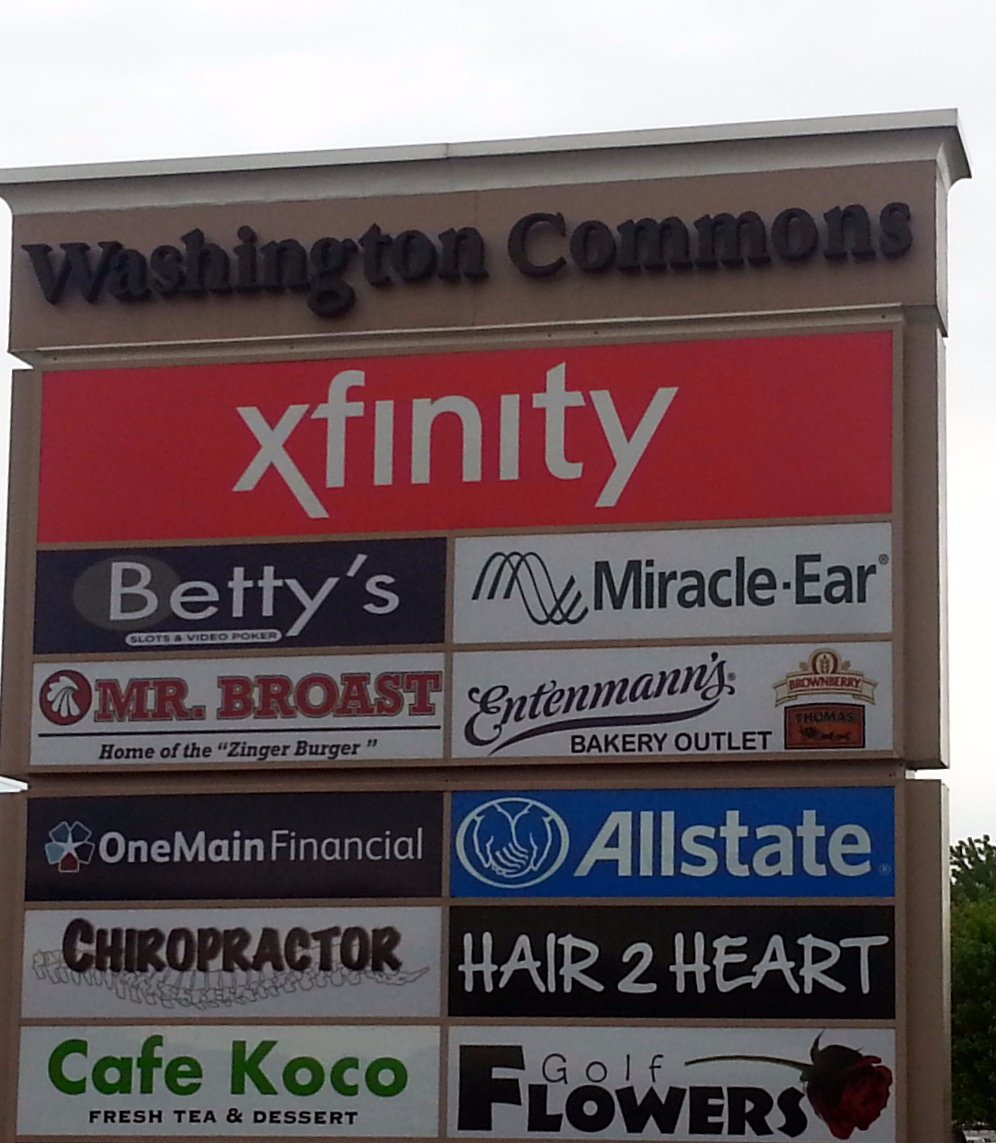 Washington Commons
xfinity
Betty's
SLOTS & VIDEO POKER
Miracle-Ear®
MR. BROAST
Home of the "Zinger Burger"
Entenmann's®
BAKERY OUTLET
BROWNBERRY
THOMAS'
OneMain Financial
Allstate®
CHIROPRACTOR
HAIR 2 HEART
Cafe Koco
FRESH TEA & DESSERT
Golf
FLOWERS